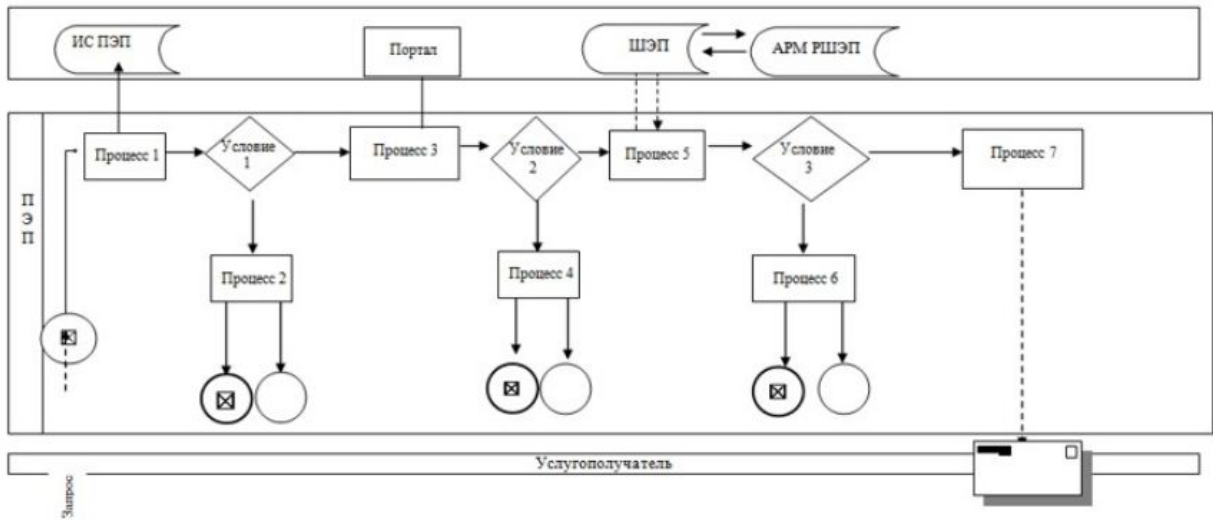 ИС ПЭП
Портал
ШЭП
АРМ РШЭП
П
Э
П
Процесс 1
Условие
1
Процесс 3
Условие
2
Процесс 5
Условие
3
Процесс 7
Процесс 2
Процесс 4
Процесс 6
Услугополучатель
Запрос